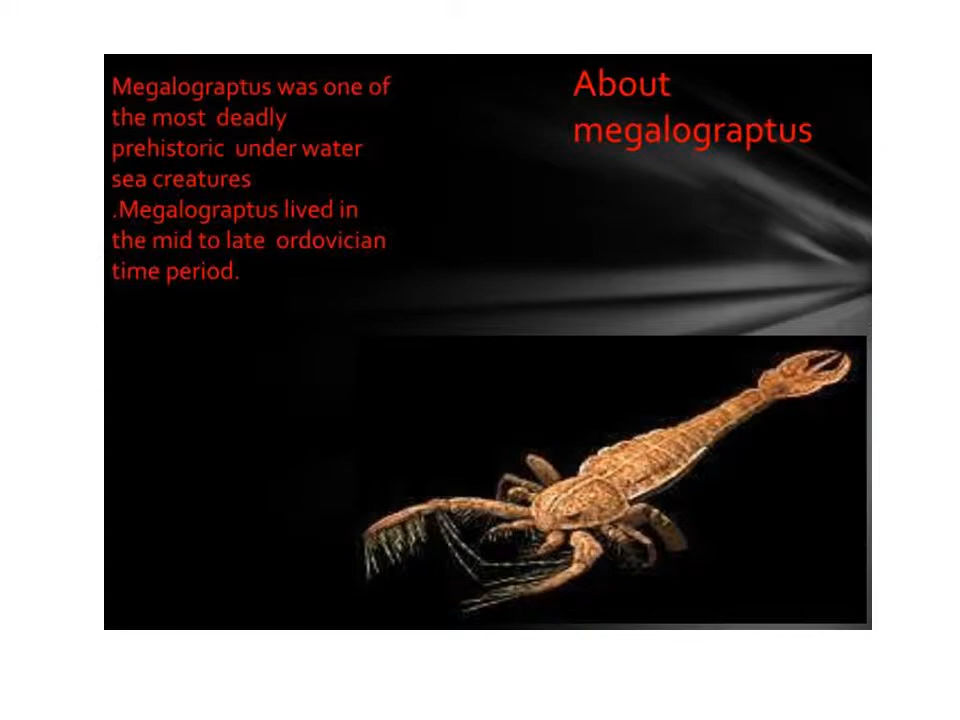 About
megalograptus
Megalograptus was one of
the most  deadly
prehistoric  under water
sea creatures
.Megalograptus lived in
the mid to late  ordovician
time period.